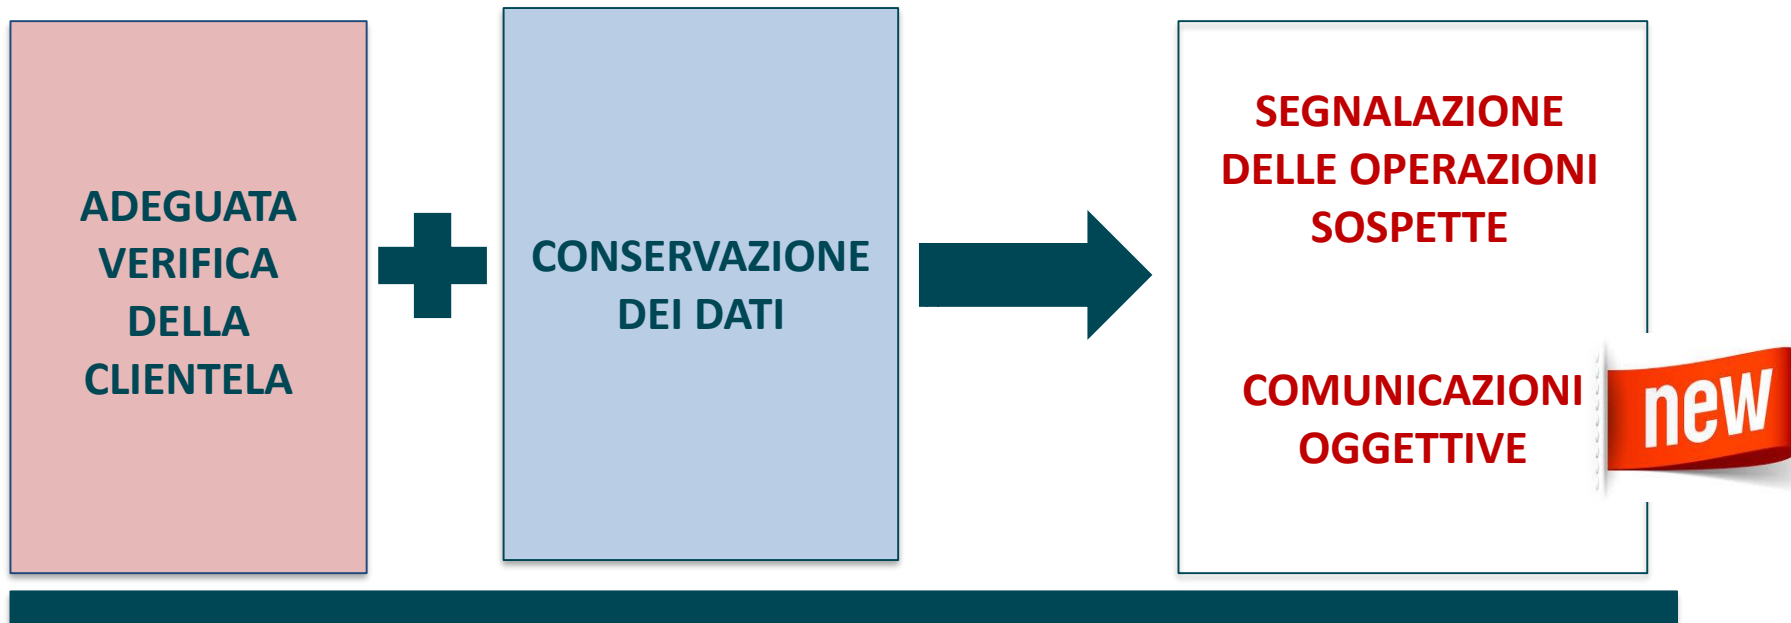 ADEGUATA
VERIFICA
DELLA
CLIENTELA
CONSERVAZIONE
DEI DATI
SEGNALAZIONE
DELLE OPERAZIONI
SOSPETTE
COMUNICAZIONI
OGGETTIVE
new